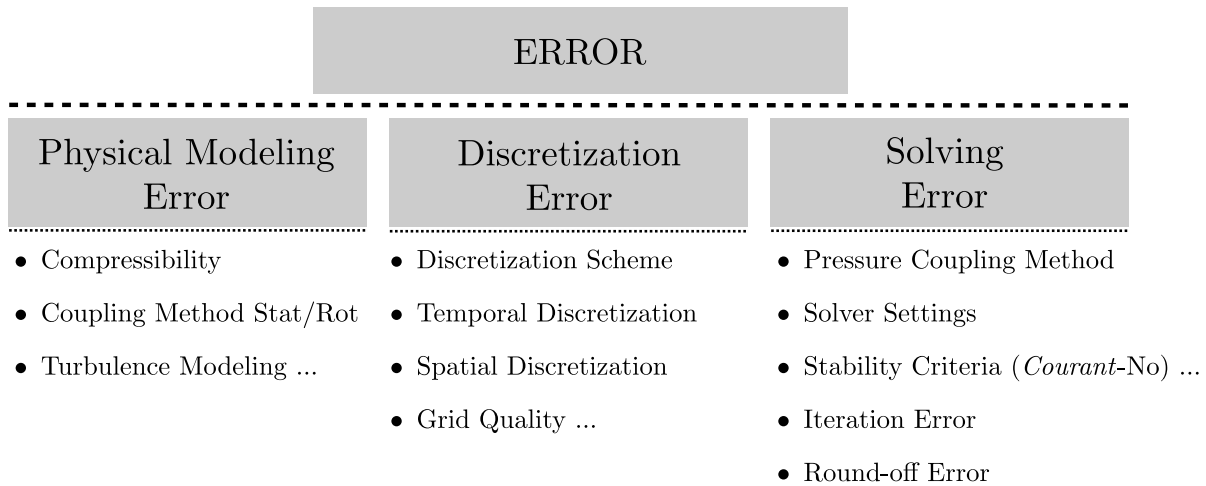 ERROR
Physical Modeling
Error
• Compressibility
• Coupling Method Stat/Rot
• Turbulence Modeling ...
Discretization
Error
• Discretization Scheme
• Temporal Discretization
• Spatial Discretization
• Grid Quality ...
Solving
Error
• Pressure Coupling Method
• Solver Settings
• Stability Criteria (Courant-No) ...
• Iteration Error
• Round-off Error